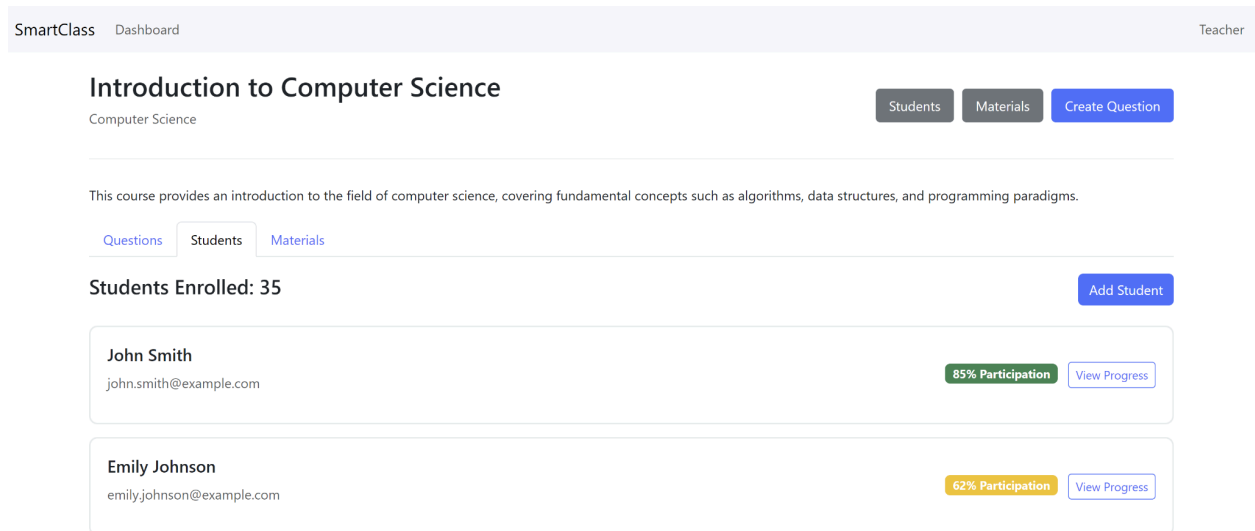 SmartClass Dashboard Teacher
Introduction to Computer Science
Computer Science
Students Materials Create Question
This course provides an introduction to the field of computer science, covering fundamental concepts such as algorithms, data structures, and programming paradigms.
Questions Students Materials
Students Enrolled: 35
Add Student
John Smith
john.smith@example.com
85% Participation View Progress
Emily Johnson
emily.johnson@example.com
62% Participation View Progress